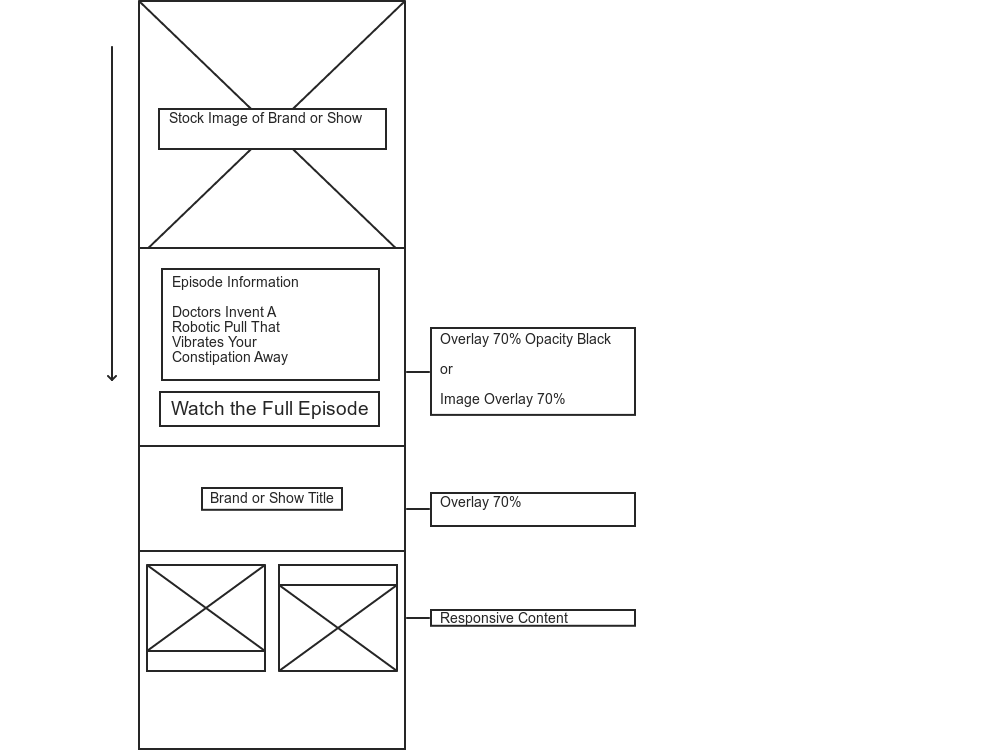 Stock Image of Brand or Show
Episode Information
Doctors Invent A
Robotic Pull That
Vibrates Your
Constipation Away
Watch the Full Episode
Overlay 70% Opacity Black
or
Image Overlay 70%
Brand or Show Title
Overlay 70%
Responsive Content